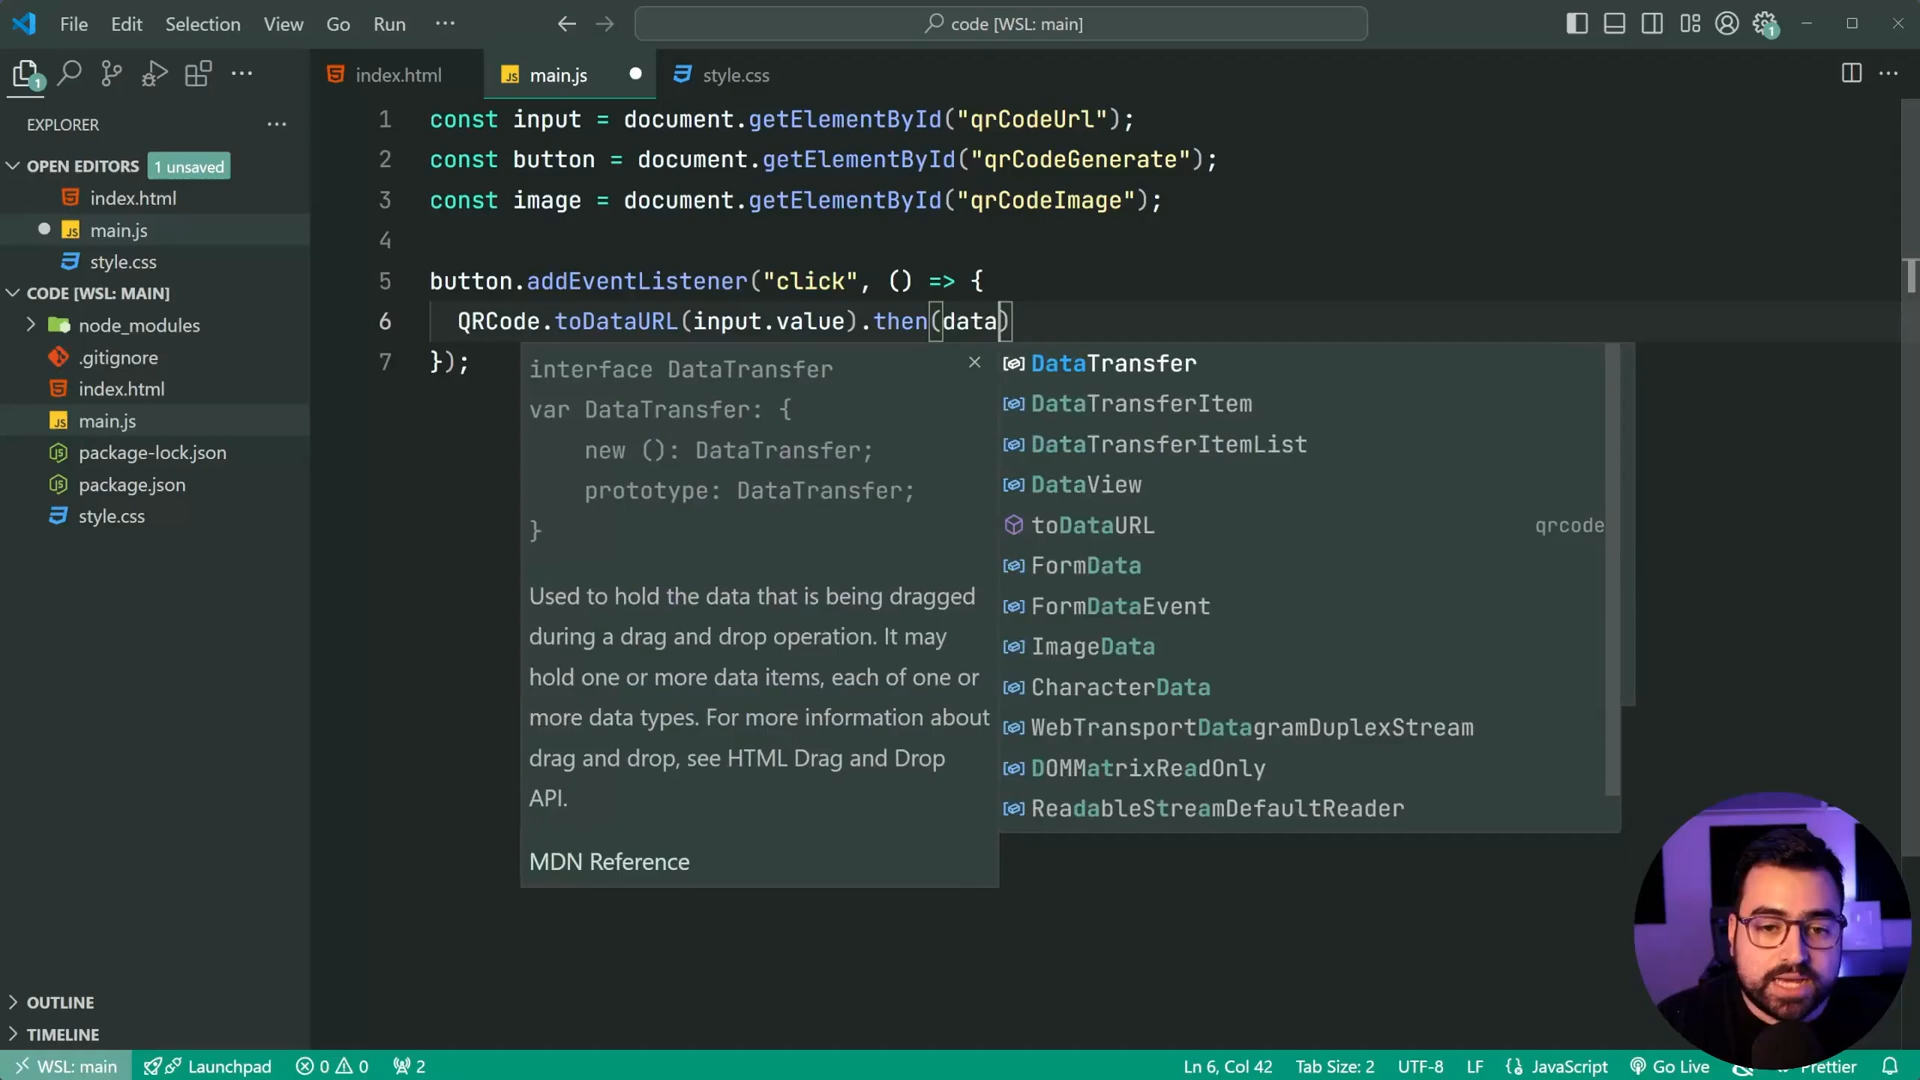 File Edit Selection View Go Run ···
code [WSL: main]
1
1
EXPLORER
OPEN EDITORS 1 unsaved
index.html
main.js
style.css
CODE [WSL: MAIN]
node_modules
.gitignore
index.html
main.js
package-lock.json
package.json
style.css
OUTLINE
TIMELINE
index.html
main.js
style.css
1 const input = document.getElementById("qrCodeUrl");
2 const button = document.getElementById("qrCodeGenerate");
3 const image = document.getElementById("qrCodeImage");
4
5 button.addEventListener("click", () => {
6 QRCode.toDataURL(input.value).then(data)
7 });
interface DataTransfer
var DataTransfer: {
new (): DataTransfer;
prototype: DataTransfer;
}
Used to hold the data that is being dragged
during a drag and drop operation. It may
hold one or more data items, each of one or
more data types. For more information about
drag and drop, see HTML Drag and Drop
API.
MDN Reference
DataTransfer
DataTransferItem
DataTransferItemList
DataView
toDataURL qrcode
FormData
FormDataEvent
ImageData
CharacterData
WebTransportDatagramDuplexStream
DOMMatrixReadOnly
ReadableStreamDefaultReader
WSL: main Launchpad 0 0 2 Ln 6, Col 42 Tab Size: 2 UTF-8 LF {} JavaScript Go Live Prettier